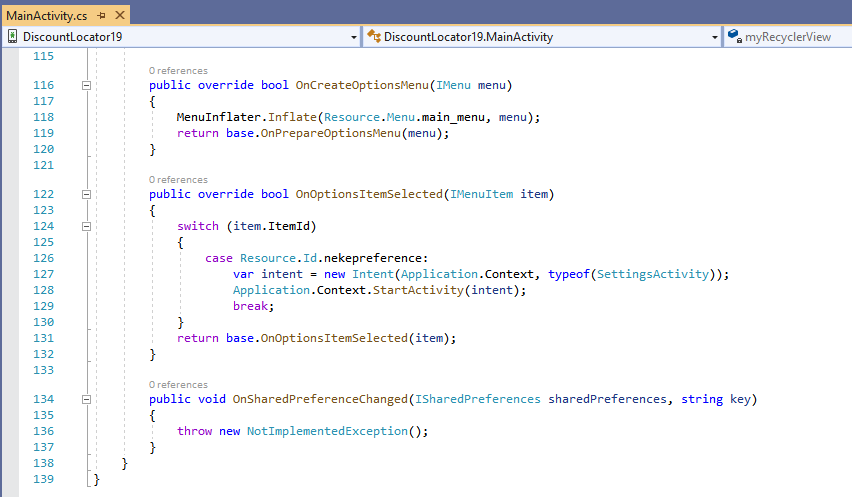 MainActivity.cs
DiscountLocator19 DiscountLocator19.MainActivity myRecyclerView
115
0 references
116 public override bool OnCreateOptionsMenu(IMenu menu)
117 {
118 MenuInflater.Inflate(Resource.Menu.main_menu, menu);
119 return base.OnPrepareOptionsMenu(menu);
120 }
121
0 references
122 public override bool OnOptionsItemSelected(IMenuItem item)
123 {
124 switch (item.ItemId)
125 {
126 case Resource.Id.nekepreference:
127 var intent = new Intent(Application.Context, typeof(SettingsActivity));
128 Application.Context.StartActivity(intent);
129 break;
130 }
131 return base.OnOptionsItemSelected(item);
132 }
133
0 references
134 public void OnSharedPreferenceChanged(ISharedPreferences sharedPreferences, string key)
135 {
136 throw new NotImplementedException();
137 }
138 }
139 }